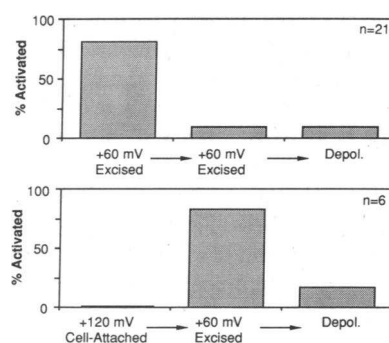 100
n=21
% Activated
50
0
+60 mV → +60 mV → Depol.
Excised Excised
100
n=6
% Activated
50
0
+120 mV → +60 mV → Depol.
Cell-Attached Excised